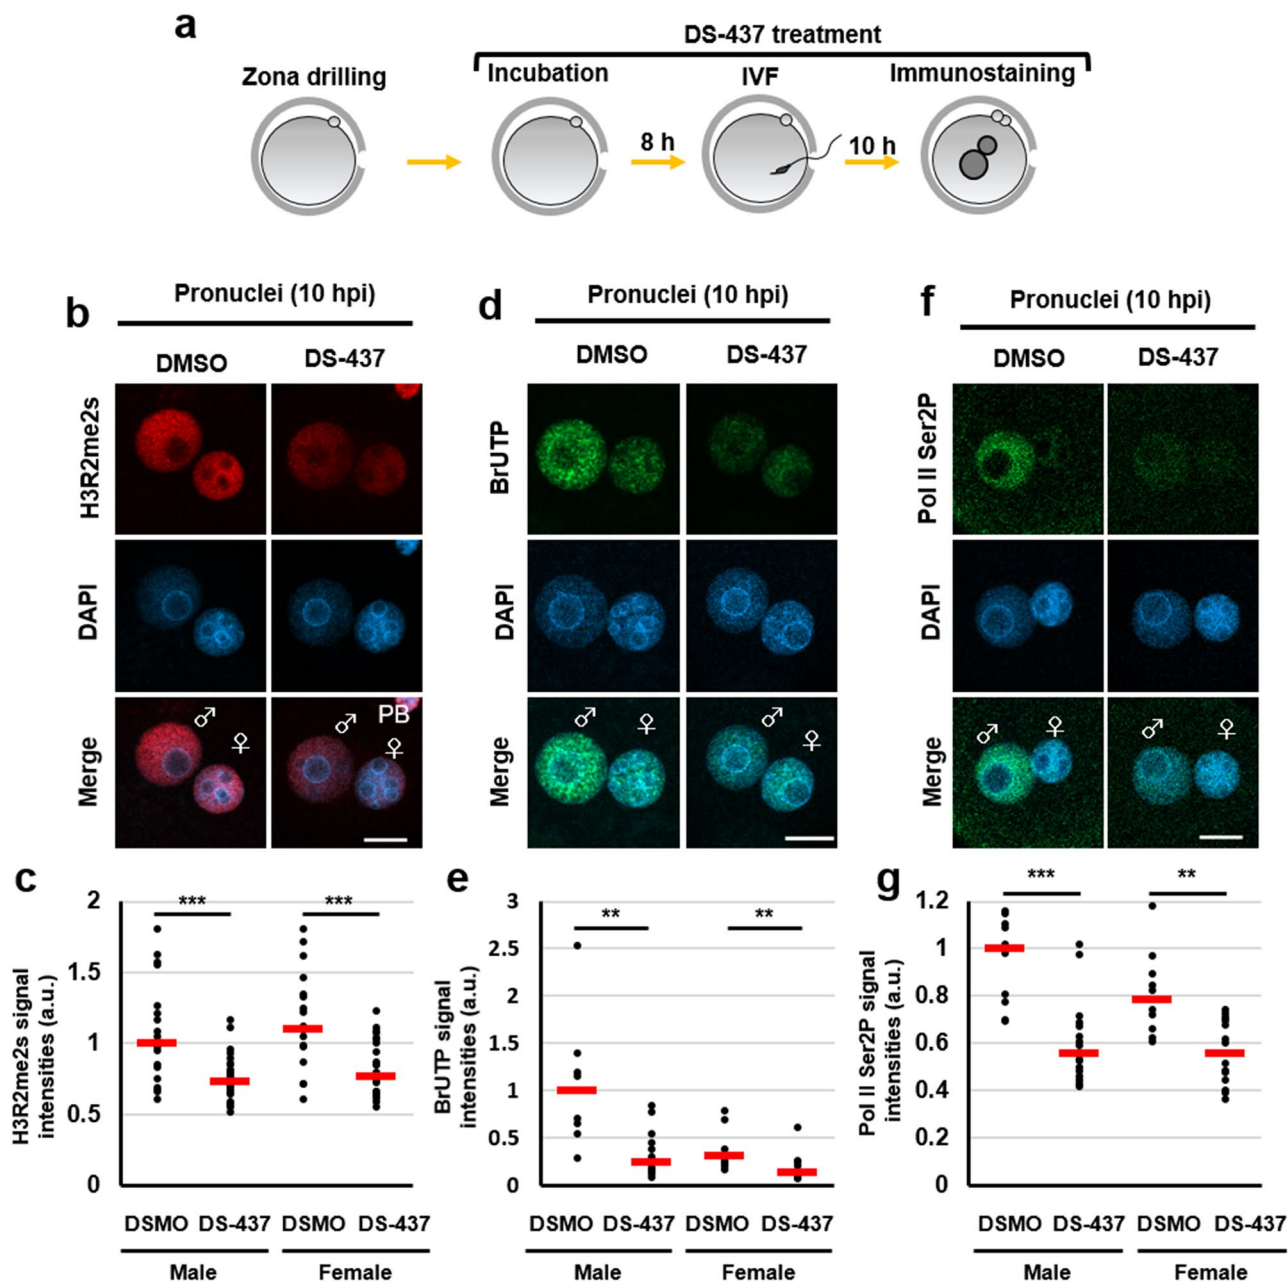 a
DS-437 treatment
Zona drilling
Incubation
IVF
Immunostaining
8 h
10 h
b
Pronuclei (10 hpi)
DMSO
DS-437
H3R2me2s
DAPI
Merge
♂
♀
♂
PB
♀
d
Pronuclei (10 hpi)
DMSO
DS-437
BrUTP
DAPI
Merge
♂
♀
♂
♀
f
Pronuclei (10 hpi)
DMSO
DS-437
Pol II Ser2P
DAPI
Merge
♂
♀
♂
♀
c
H3R2me2s signal
intensities (a.u.)
2
1.5
1
0.5
0
***
***
DSMO
DS-437
DSMO
DS-437
Male
Female
e
BrUTP signal
intensities (a.u.)
3
2.5
2
1.5
1
0.5
0
**
**
DSMO
DS-437
DSMO
DS-437
Male
Female
g
Pol II Ser2P signal
intensities (a.u.)
1.2
1
0.8
0.6
0.4
0.2
0
***
**
DSMO
DS-437
DSMO
DS-437
Male
Female